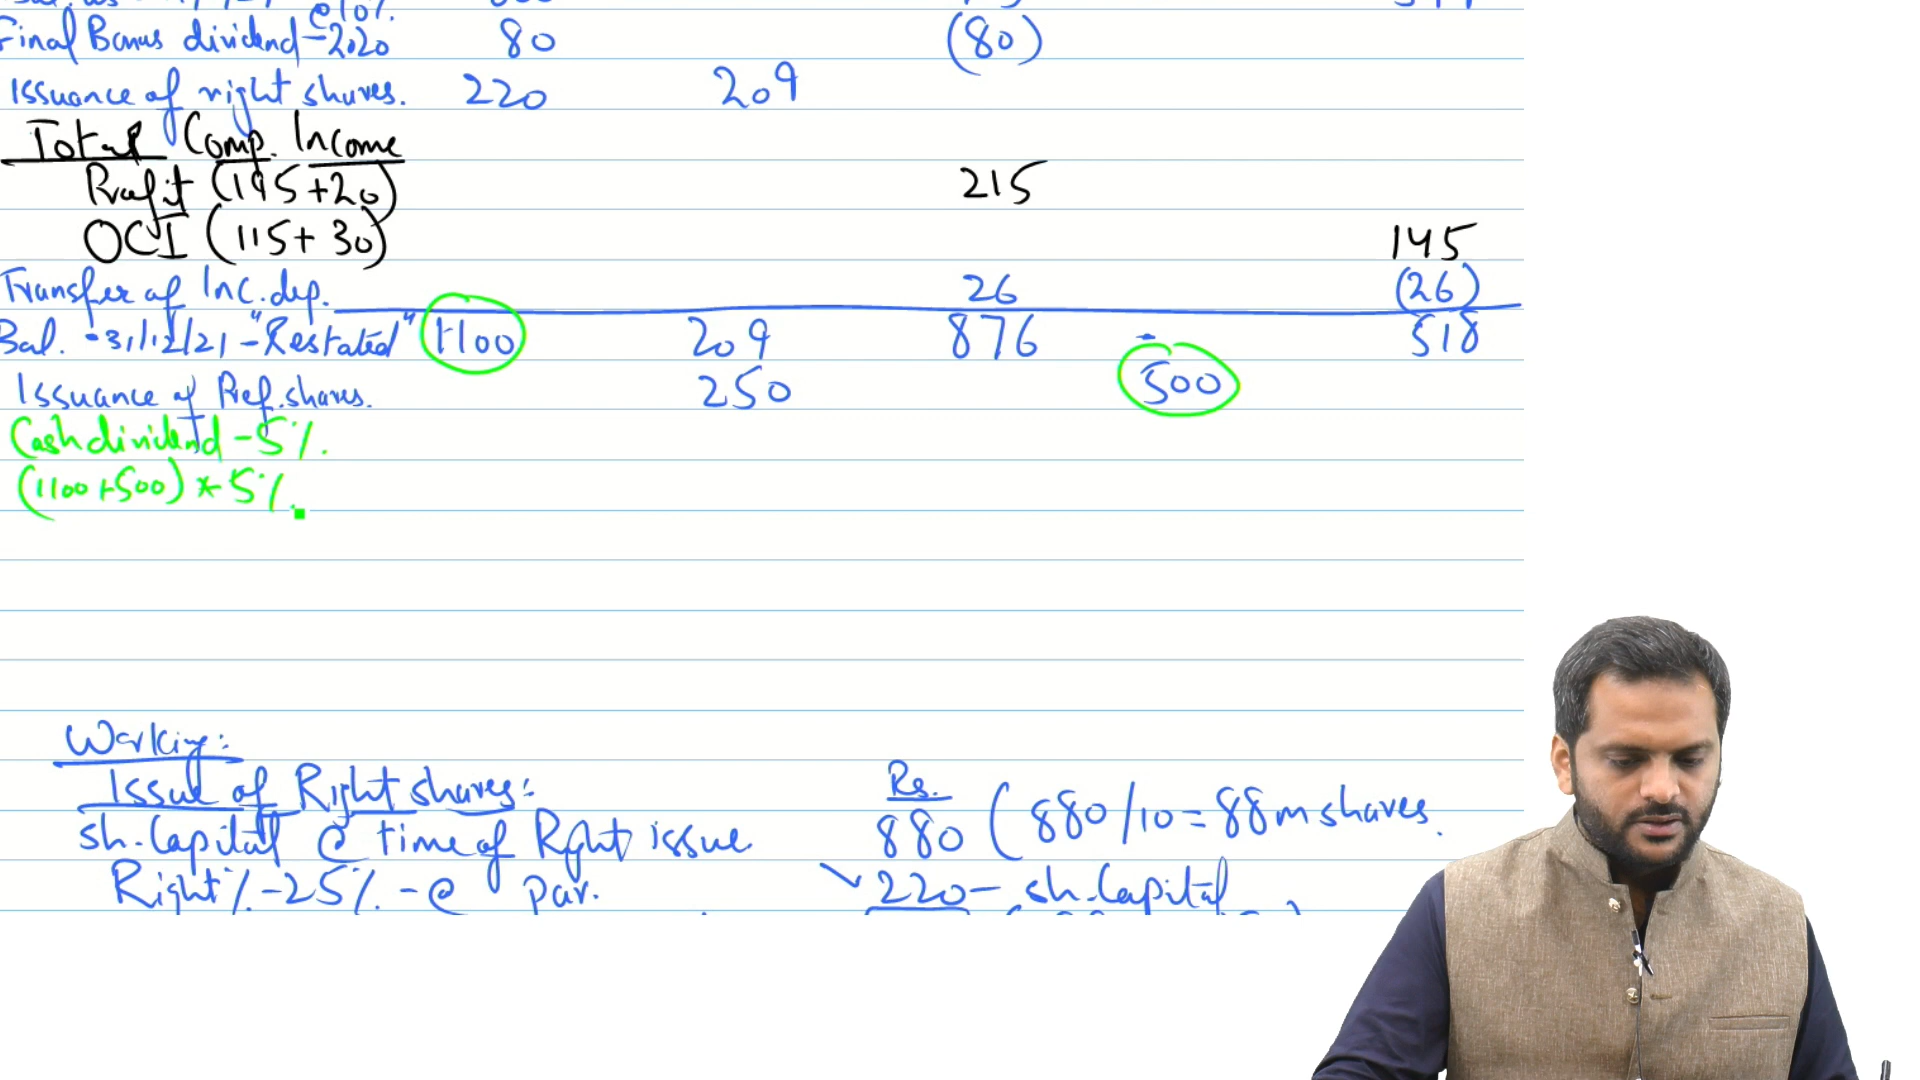 @10%.
Final Bonus dividend-2020 80 (80)
Issuance of right shares. 220 209
Total Comp. Income
Profit (195+20) 215
OCI (115+30) 145
Transfer of Inc. dep. 26 (26)
Bal. - 31/12/21 - "Restated" 1100 209 876 - 518
Issuance of Pref. shares. 250 500
Cash dividend - 5%.
(1100+500) * 5%.
Working:
Issue of Right shares: Rs.
sh. Capital @ time of Right issue 880 (880/10 = 88m shares.
Right % - 25% - @ par. 220 - sh. Capital